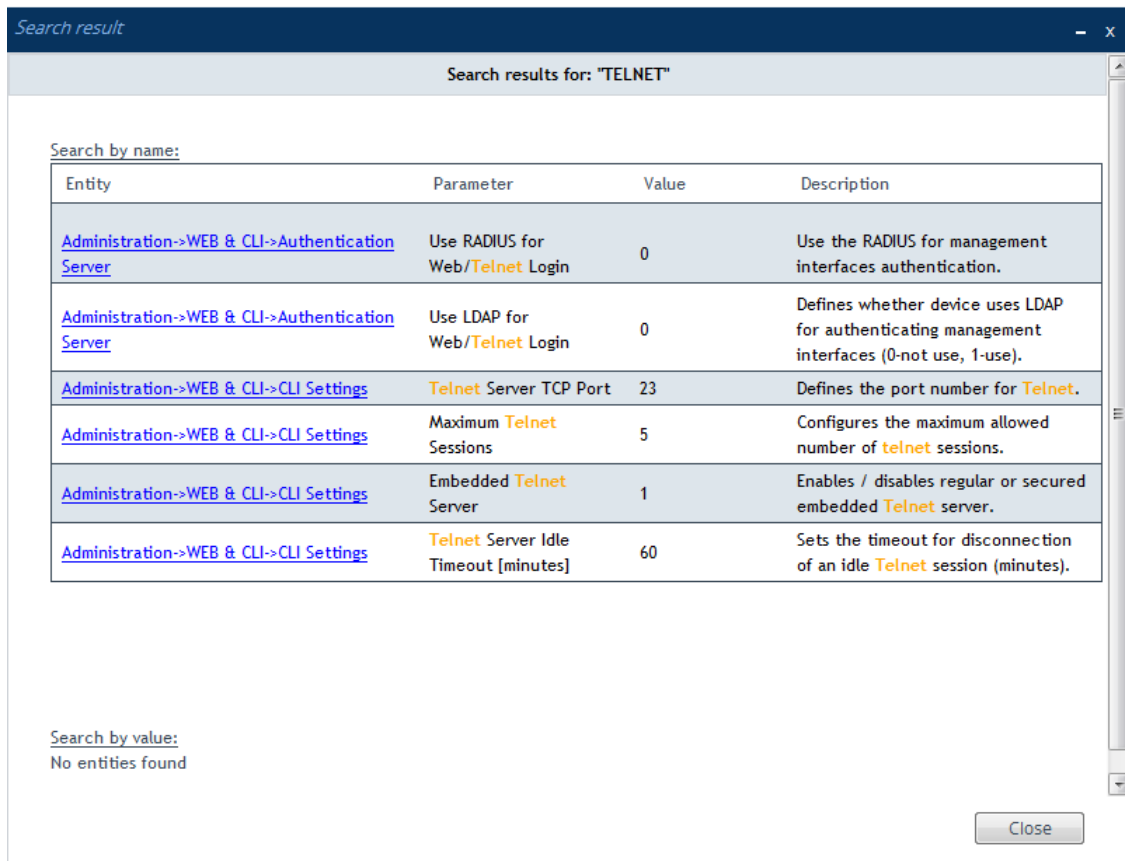 Search result
– x
Search results for: "TELNET"
Search by name:
Entity Parameter Value Description
Administration->WEB & CLI->Authentication
Server
Use RADIUS for
Web/Telnet Login
0
Use the RADIUS for management
interfaces authentication.
Administration->WEB & CLI->Authentication
Server
Use LDAP for
Web/Telnet Login
0
Defines whether device uses LDAP
for authenticating management
interfaces (0-not use, 1-use).
Administration->WEB & CLI->CLI Settings
Telnet Server TCP Port
23
Defines the port number for Telnet.
Administration->WEB & CLI->CLI Settings
Maximum Telnet
Sessions
5
Configures the maximum allowed
number of telnet sessions.
Administration->WEB & CLI->CLI Settings
Embedded Telnet
Server
1
Enables / disables regular or secured
embedded Telnet server.
Administration->WEB & CLI->CLI Settings
Telnet Server Idle
Timeout [minutes]
60
Sets the timeout for disconnection
of an idle Telnet session (minutes).
Search by value:
No entities found
Close